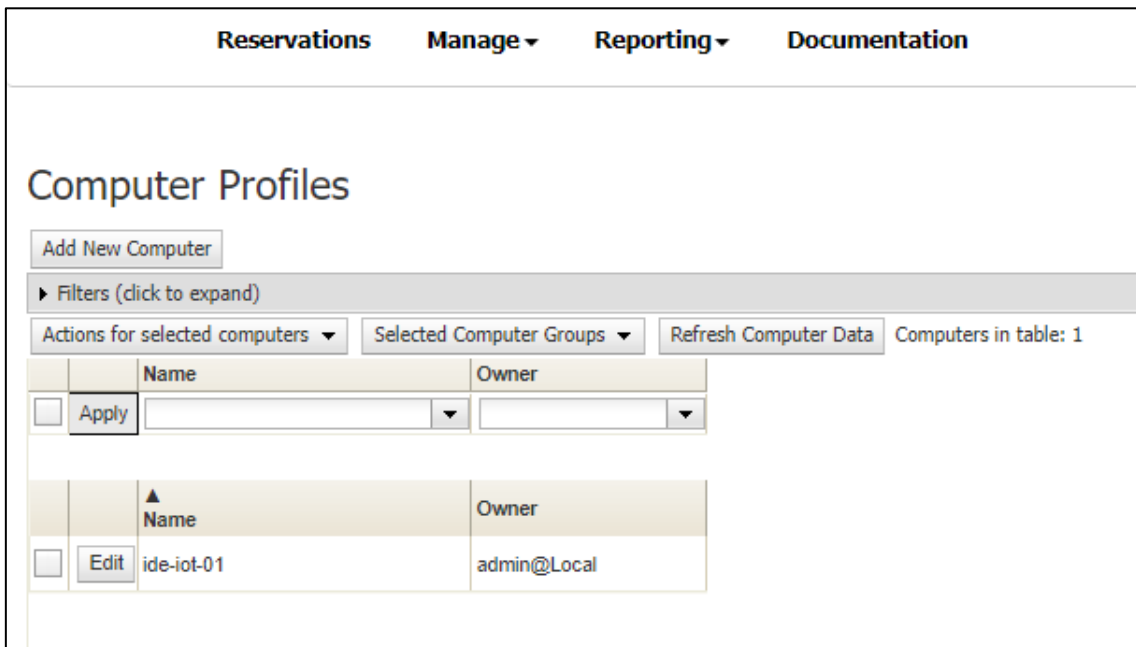 Reservations Manage Reporting Documentation
Computer Profiles
Add New Computer
Filters (click to expand)
Actions for selected computers Selected Computer Groups Refresh Computer Data Computers in table: 1
Name Owner
Apply
Name Owner
Edit ide-iot-01 admin@Local